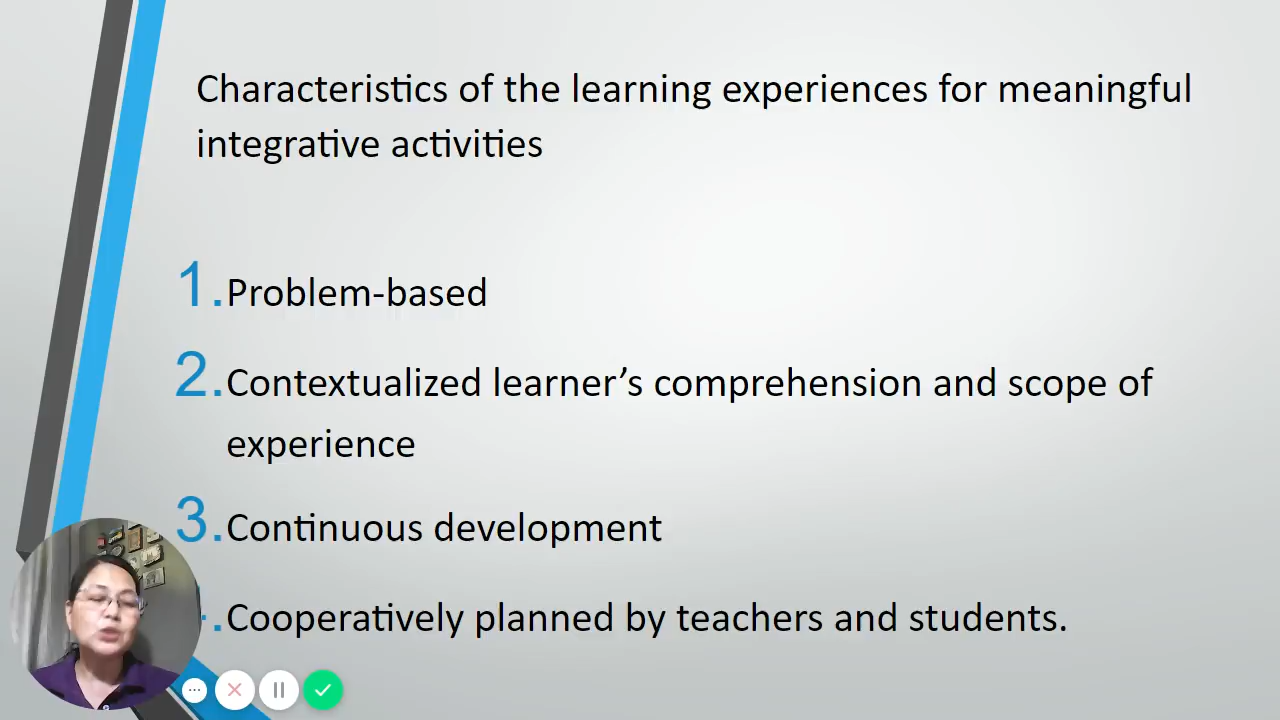 Characteristics of the learning experiences for meaningful
integrative activities
1. Problem-based
2. Contextualized learner’s comprehension and scope of
experience
3. Continuous development
. Cooperatively planned by teachers and students.